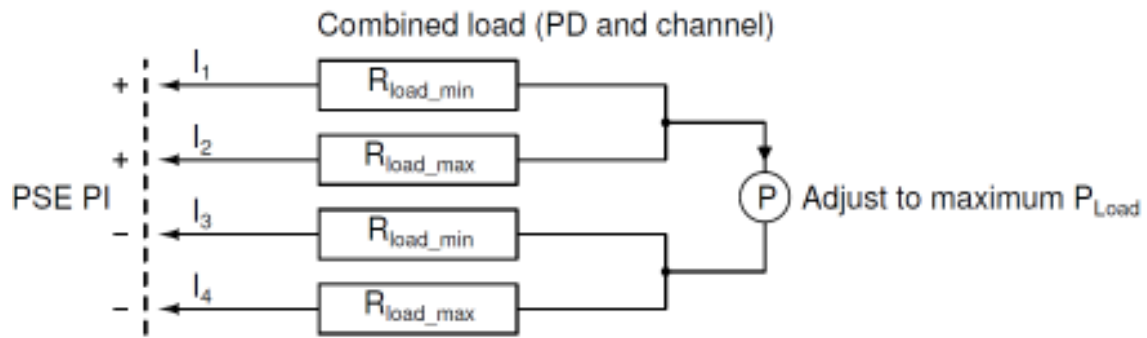 Combined load (PD and channel)
+ I1 Rload_min
+ I2 Rload_max
PSE PI P Adjust to maximum PLoad
− I3 Rload_min
− I4 Rload_max